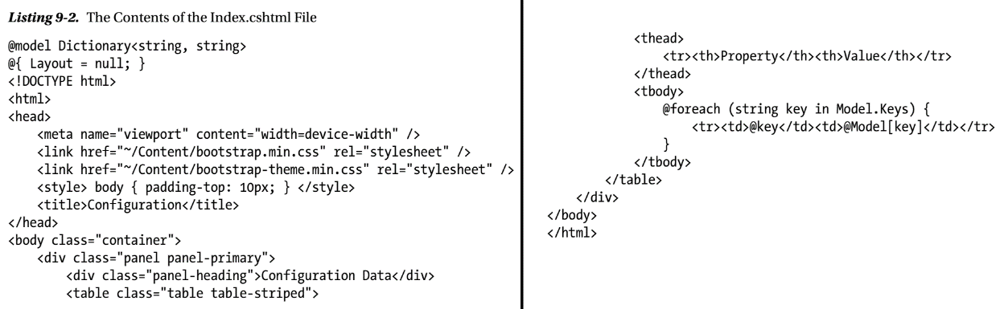 Listing 9-2. The Contents of the Index.cshtml File
@model Dictionary<string, string>
@{ Layout = null; }
<!DOCTYPE html>
<html>
<head>
    <meta name="viewport" content="width=device-width" />
    <link href="~/Content/bootstrap.min.css" rel="stylesheet" />
    <link href="~/Content/bootstrap-theme.min.css" rel="stylesheet" />
    <style> body { padding-top: 10px; } </style>
    <title>Configuration</title>
</head>
<body class="container">
    <div class="panel panel-primary">
        <div class="panel-heading">Configuration Data</div>
        <table class="table table-striped">
            <thead>
                <tr><th>Property</th><th>Value</th></tr>
            </thead>
            <tbody>
                @foreach (string key in Model.Keys) {
                    <tr><td>@key</td><td>@Model[key]</td></tr>
                }
            </tbody>
        </table>
    </div>
</body>
</html>